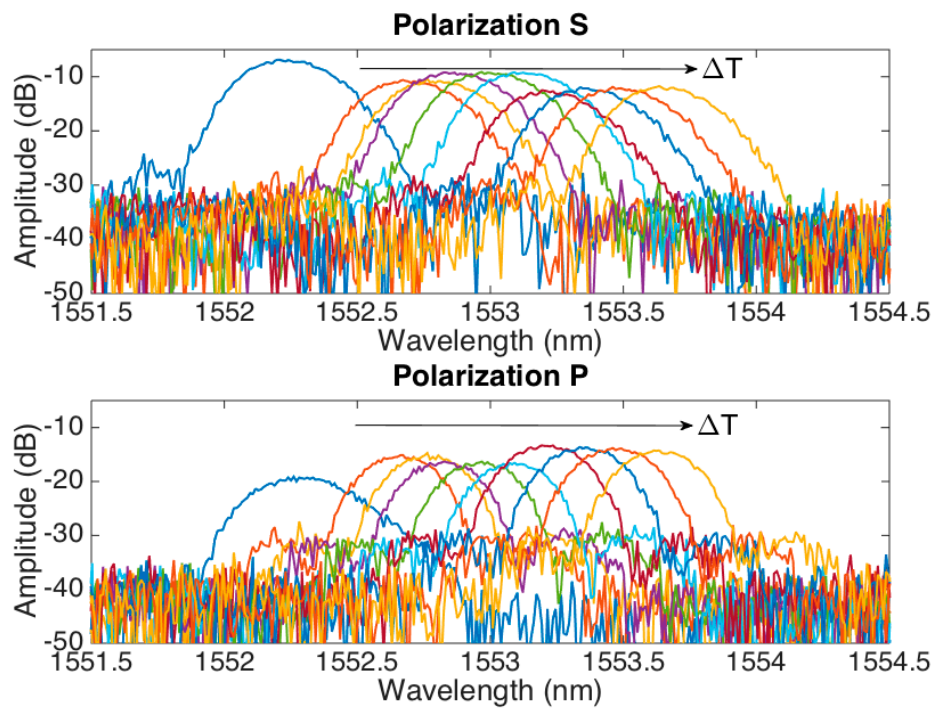 Polarization S
Amplitude (dB)
-10
-20
-30
-40
-50
ΔT
1551.5 1552 1552.5 1553 1553.5 1554 1554.5
Wavelength (nm)
Polarization P
Amplitude (dB)
-10
-20
-30
-40
-50
ΔT
1551.5 1552 1552.5 1553 1553.5 1554 1554.5
Wavelength (nm)